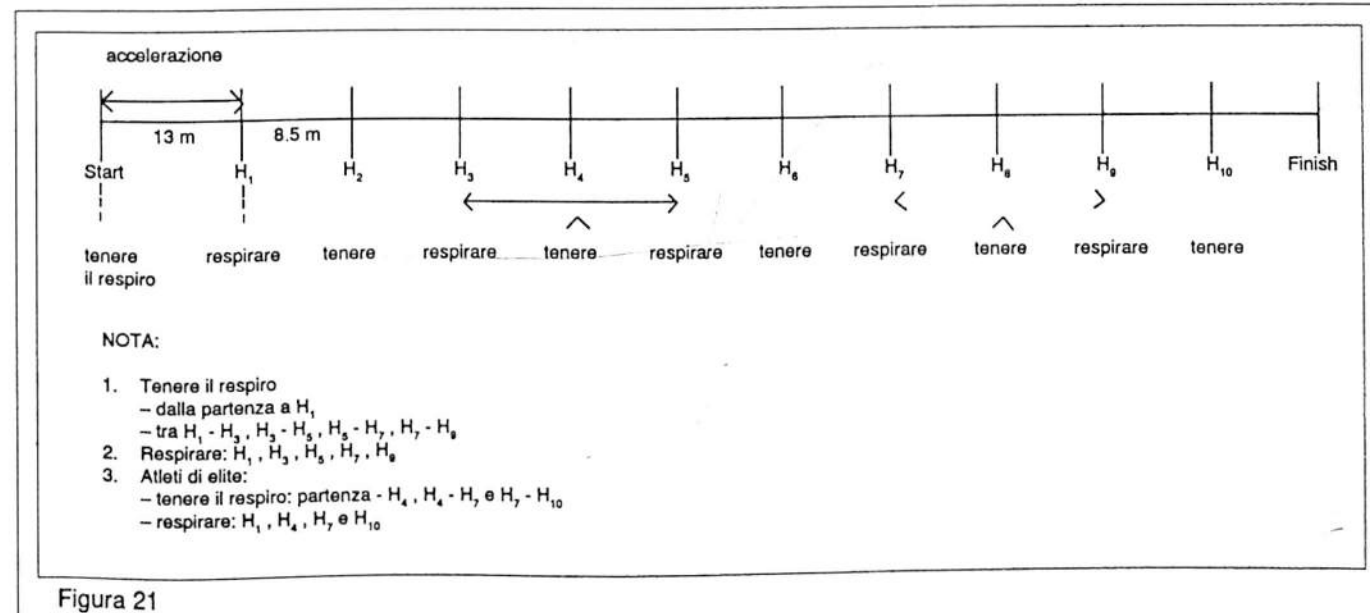 accelerazione
13 m 8.5 m
Start H₁ H₂ H₃ H₄ H₅ H₆ H₇ H₈ H₉ H₁₀ Finish
tenere respirare tenere respirare tenere respirare tenere respirare tenere respirare tenere
il respiro
NOTA:
1. Tenere il respiro
– dalla partenza a H₁
– tra H₁ - H₃ , H₃ - H₅ , H₅ - H₇ , H₇ - H₉
2. Respirare: H₁ , H₃ , H₅ , H₇ , H₉
3. Atleti di elite:
– tenere il respiro: partenza - H₄ , H₄ - H₇ e H₇ - H₁₀
– respirare: H₁ , H₄ , H₇ e H₁₀
Figura 21